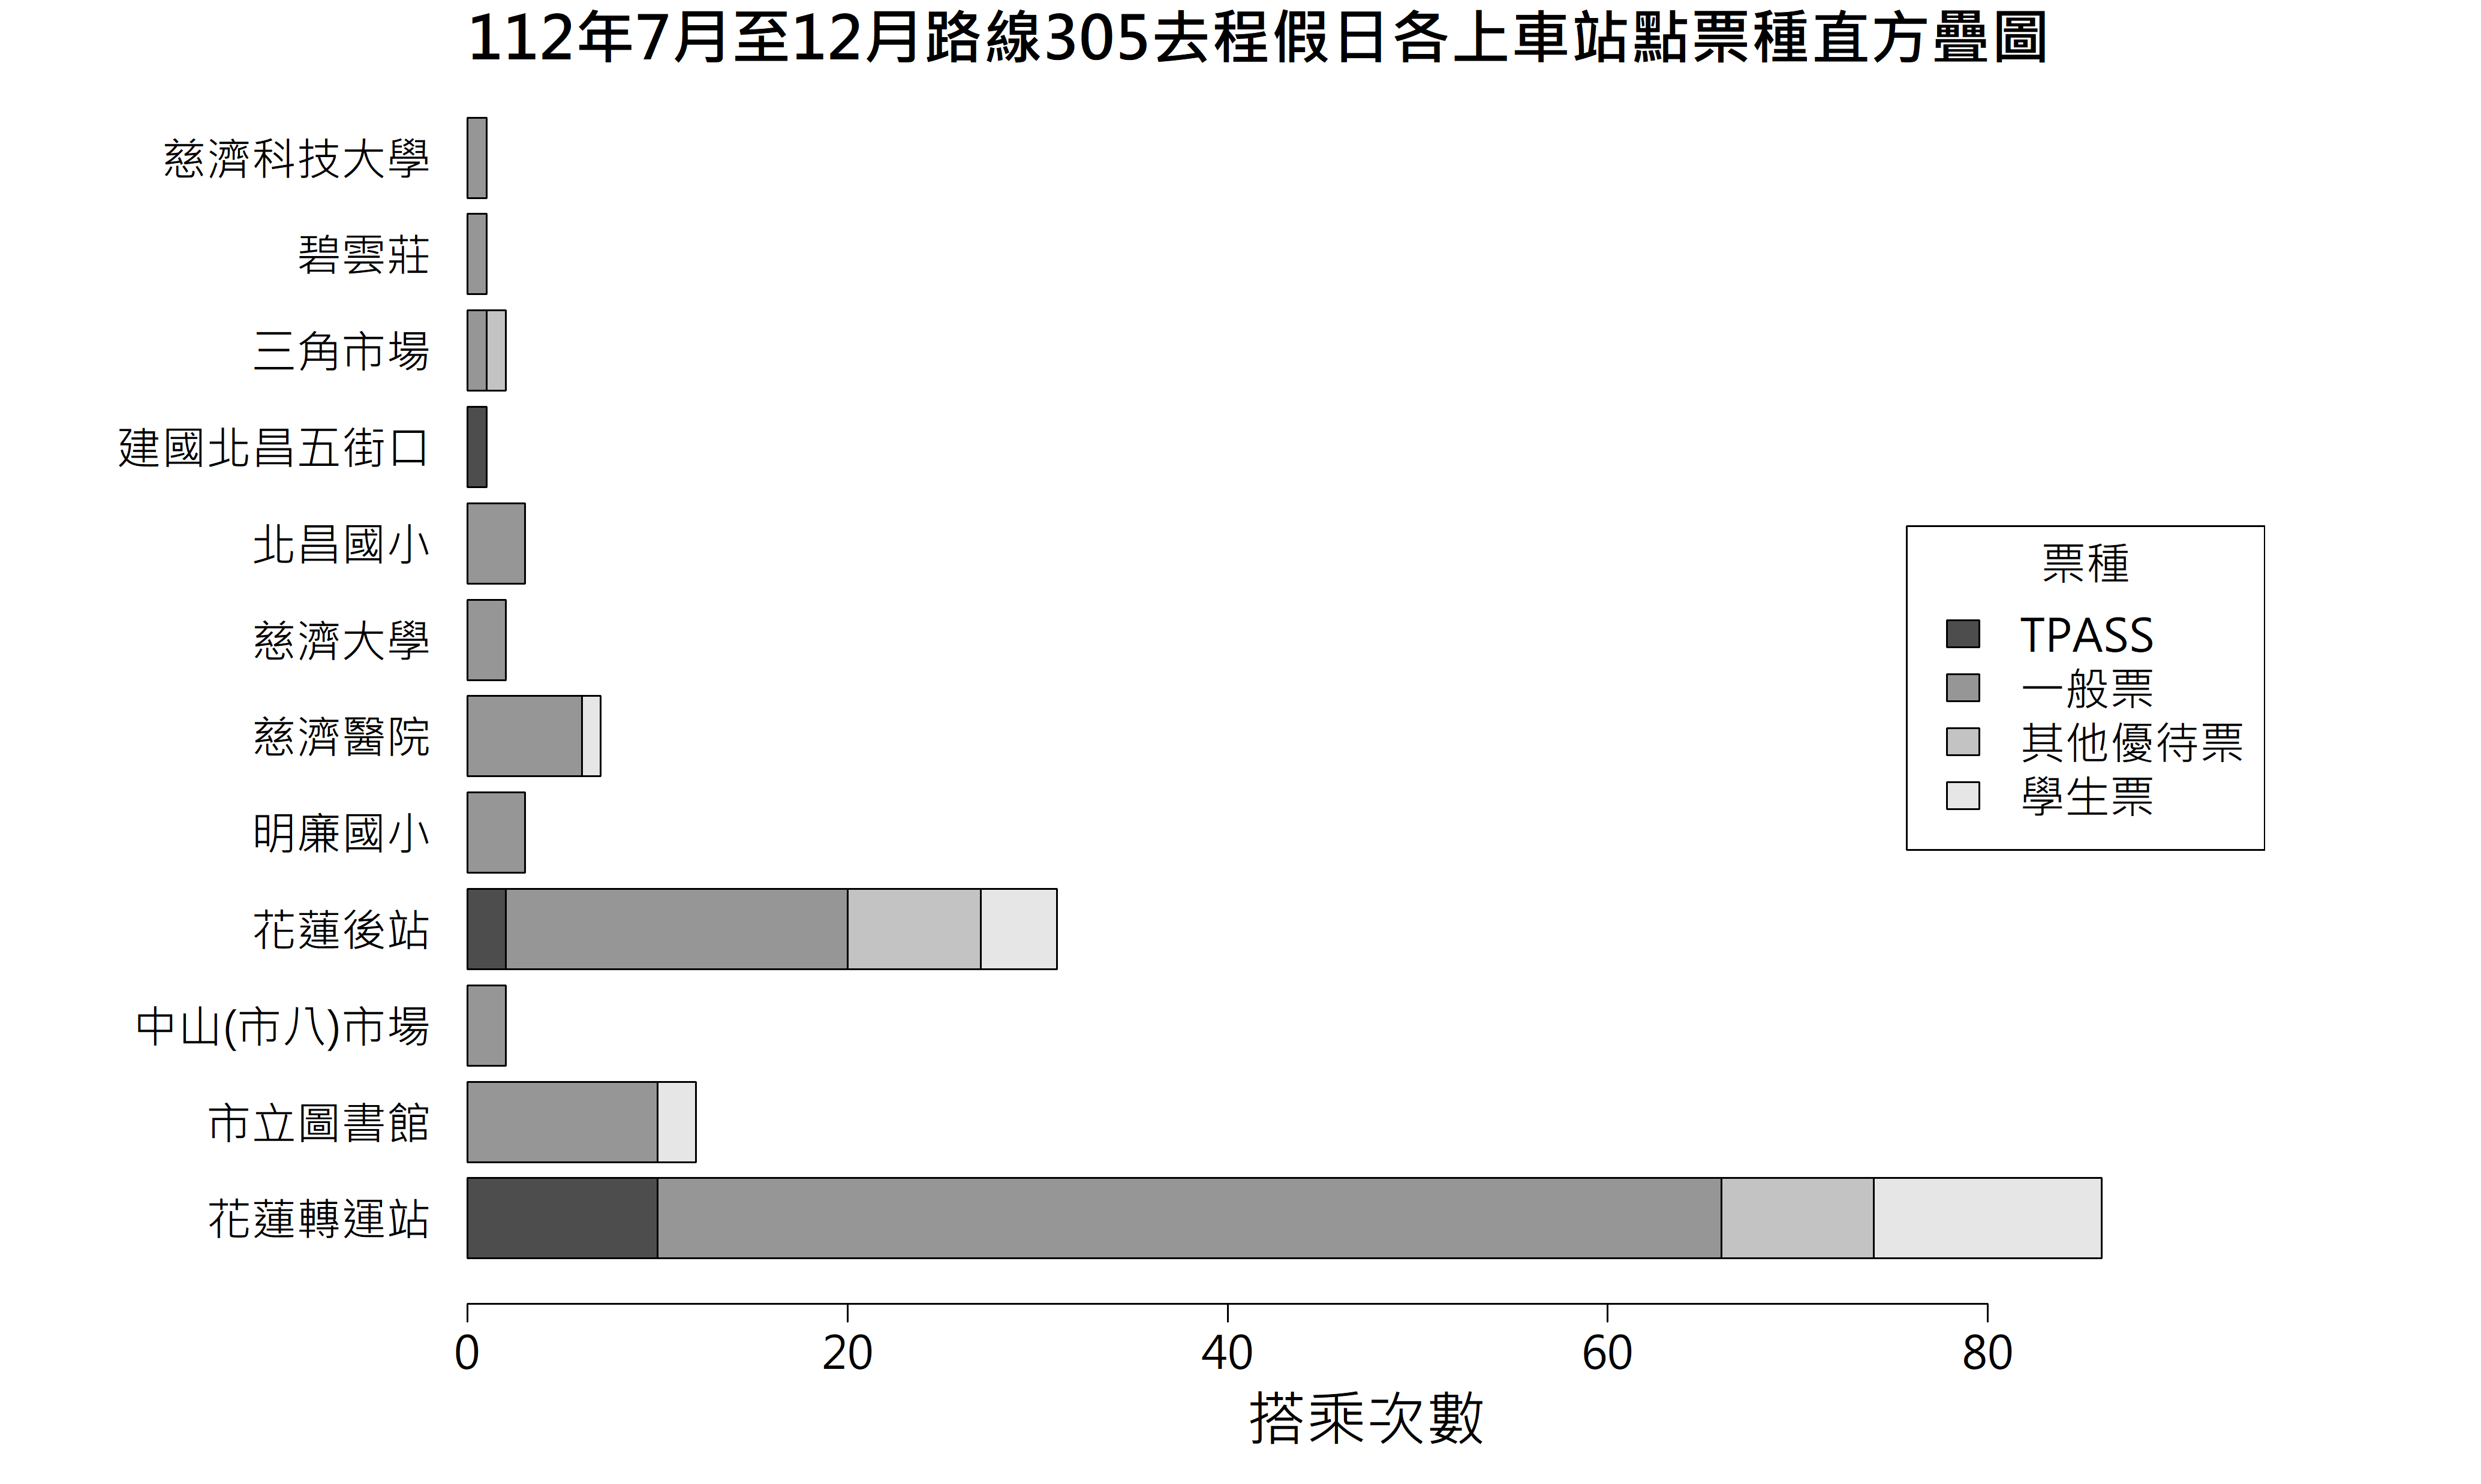 112年7月至12月路線305去程假日各上車站點票種直方疊圖
慈濟科技大學
碧雲莊
三角市場
建國北昌五街口
北昌國小
慈濟大學
慈濟醫院
明廉國小
花蓮後站
中山(市八)市場
市立圖書館
花蓮轉運站
票種
TPASS
一般票
其他優待票
學生票
0 20 40 60 80
搭乘次數